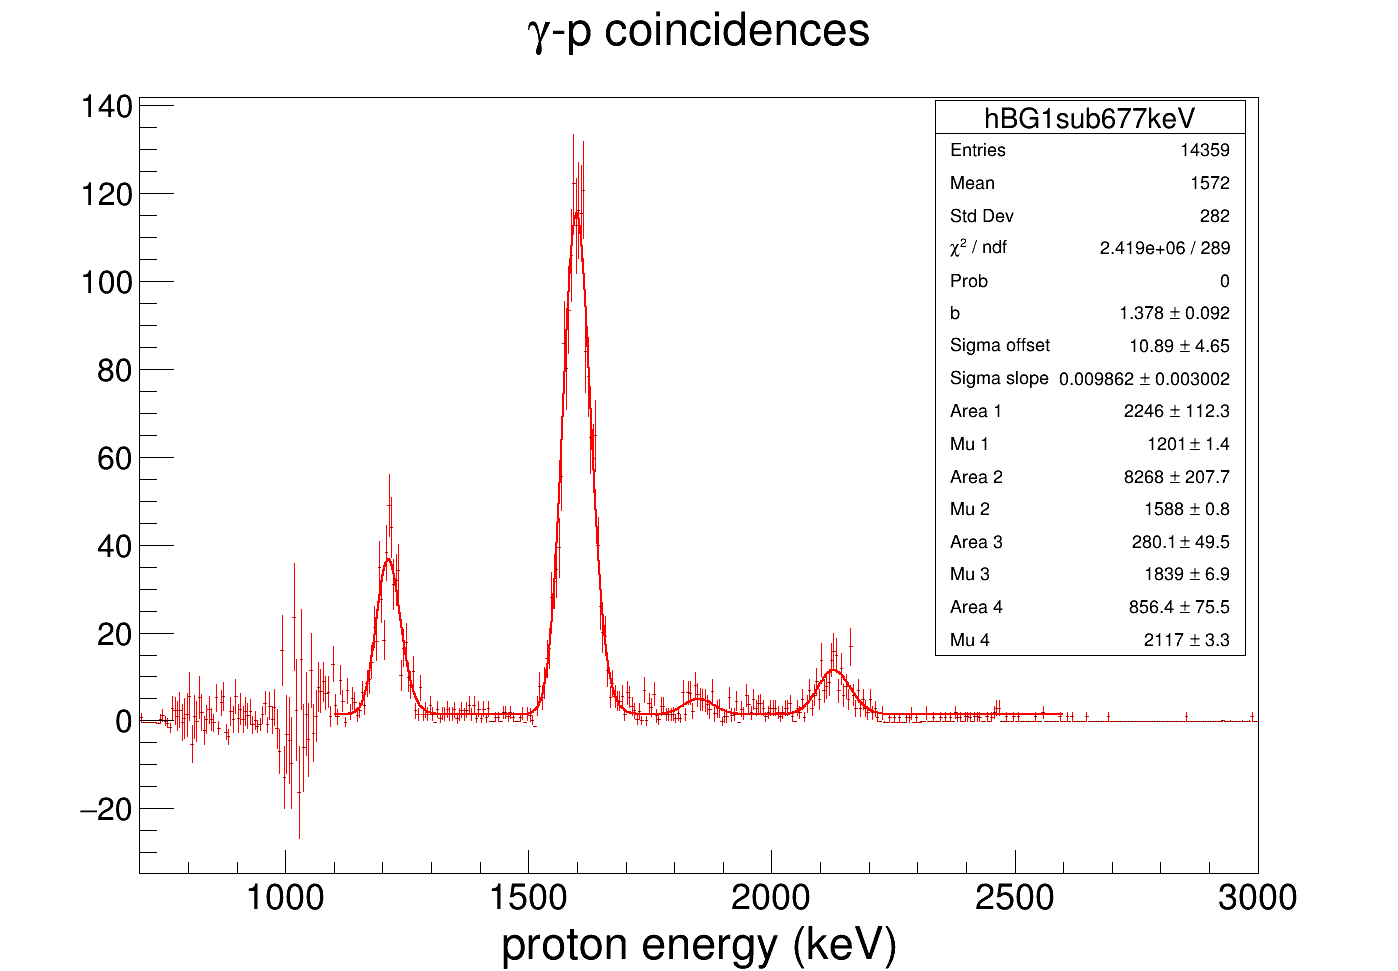 γ-p coincidences
140
120
100
80
60
40
20
0
−20
1000 1500 2000 2500 3000
proton energy (keV)
hBG1sub677keV
Entries 14359
Mean 1572
Std Dev 282
χ² / ndf 2.419e+06 / 289
Prob 0
b 1.378 ± 0.092
Sigma offset 10.89 ± 4.65
Sigma slope 0.009862 ± 0.003002
Area 1 2246 ± 112.3
Mu 1 1201 ± 1.4
Area 2 8268 ± 207.7
Mu 2 1588 ± 0.8
Area 3 280.1 ± 49.5
Mu 3 1839 ± 6.9
Area 4 856.4 ± 75.5
Mu 4 2117 ± 3.3